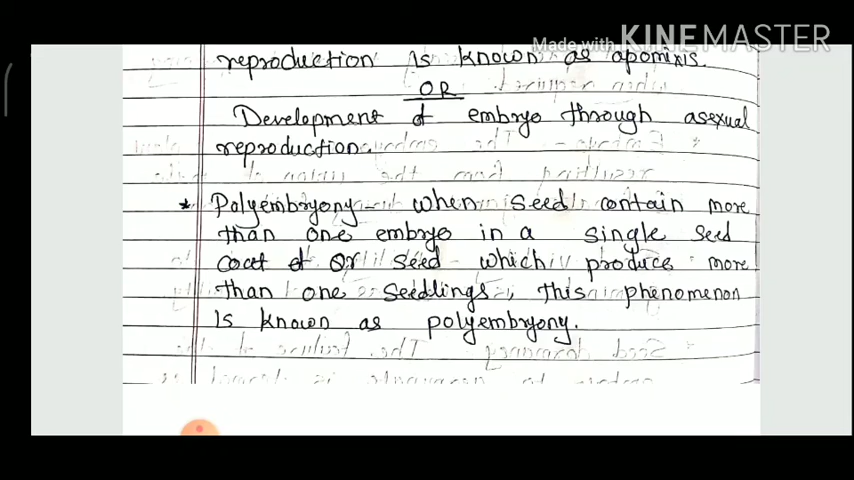 Made with KINEMASTER
reproduction is known as apomixis.
OR
Development of embryo through asexual
reproduction.
* Polyembryony - when seed contain more
than one embryo in a single seed
coat of or seed which produce more
than one seedlings, this phenomenon
is known as polyembryony.